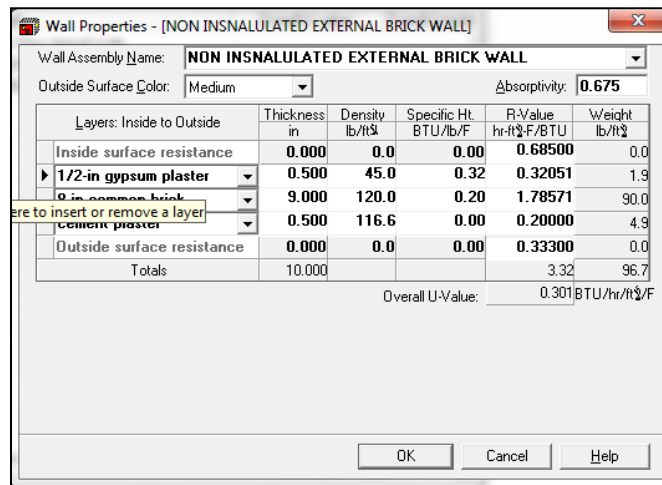 Wall Properties - [NON INSNALULATED EXTERNAL BRICK WALL]
Wall Assembly Name: NON INSNALULATED EXTERNAL BRICK WALL
Outside Surface Color: Medium Absorptivity: 0.675
Layers: Inside to Outside Thickness in Density lb/ft³ Specific Ht. BTU/lb/F R-Value hr-ft²-F/BTU Weight lb/ft²
Inside surface resistance 0.000 0.0 0.00 0.68500 0.0
1/2-in gypsum plaster 0.500 45.0 0.32 0.32051 1.9
8-in common brick 9.000 120.0 0.20 1.78571 90.0
ere to insert or remove a layer
cement plaster 0.500 116.6 0.00 0.20000 4.9
Outside surface resistance 0.000 0.0 0.00 0.33300 0.0
Totals 10.000 3.32 96.7
Overall U-Value: 0.301 BTU/hr/ft²/F
OK Cancel Help